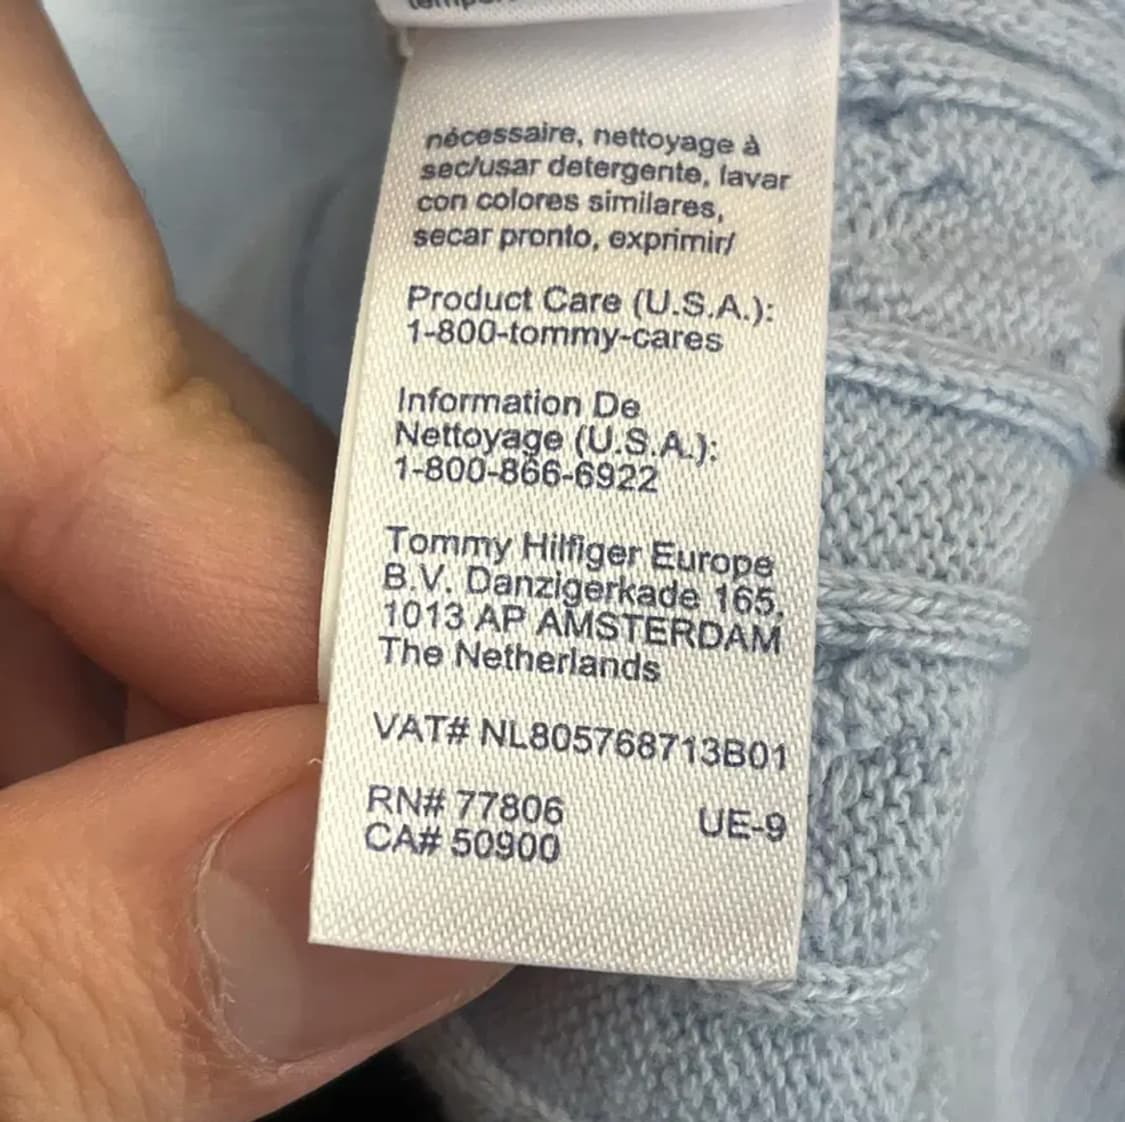 nécessaire, nettoyage à
sec/usar detergente, lavar
con colores similares,
secar pronto, exprimir/
Product Care (U.S.A.):
1-800-tommy-cares
Information De
Nettoyage (U.S.A.):
1-800-866-6922
Tommy Hilfiger Europe
B.V. Danzigerkade 165,
1013 AP AMSTERDAM
The Netherlands
VAT# NL805768713B01
RN# 77806 UE-9
CA# 50900